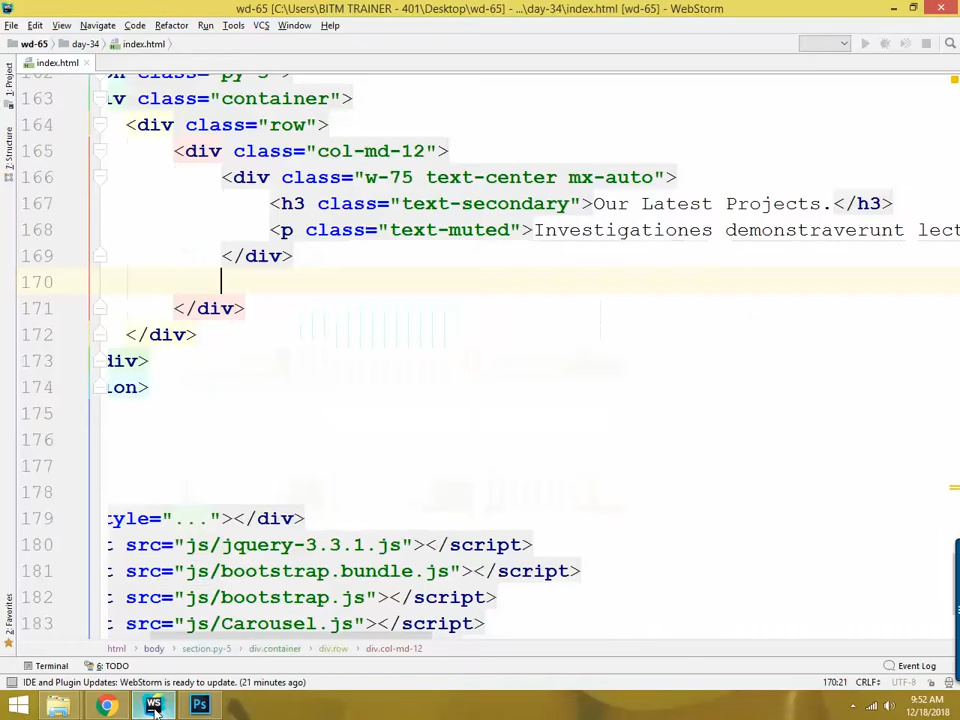 wd-65 [C:\Users\BITM TRAINER - 401\Desktop\wd-65] - ...\day-34\index.html [wd-65] - WebStorm
File Edit View Navigate Code Refactor Run Tools VCS Window Help
wd-65 day-34 index.html
index.html
1: Project
7: Structure
2: Favorites
163 iv class="container">
164 <div class="row">
165 <div class="col-md-12">
166 <div class="w-75 text-center mx-auto">
167 <h3 class="text-secondary">Our Latest Projects.</h3>
168 <p class="text-muted">Investigationes demonstraverunt lect
169 </div>
170
171 </div>
172 </div>
173 div>
174 ion>
175
176
177
178
179 tyle="..."></div>
180 t src="js/jquery-3.3.1.js"></script>
181 t src="js/bootstrap.bundle.js"></script>
182 t src="js/bootstrap.js"></script>
183 t src="js/Carousel.js"></script>
html body section.py-5 div.container div.row div.col-md-12
Terminal 6: TODO Event Log
IDE and Plugin Updates: WebStorm is ready to update. (21 minutes ago) 170:21 CRLF÷ UTF-8÷
WS Ps 9:52 AM
12/18/2018